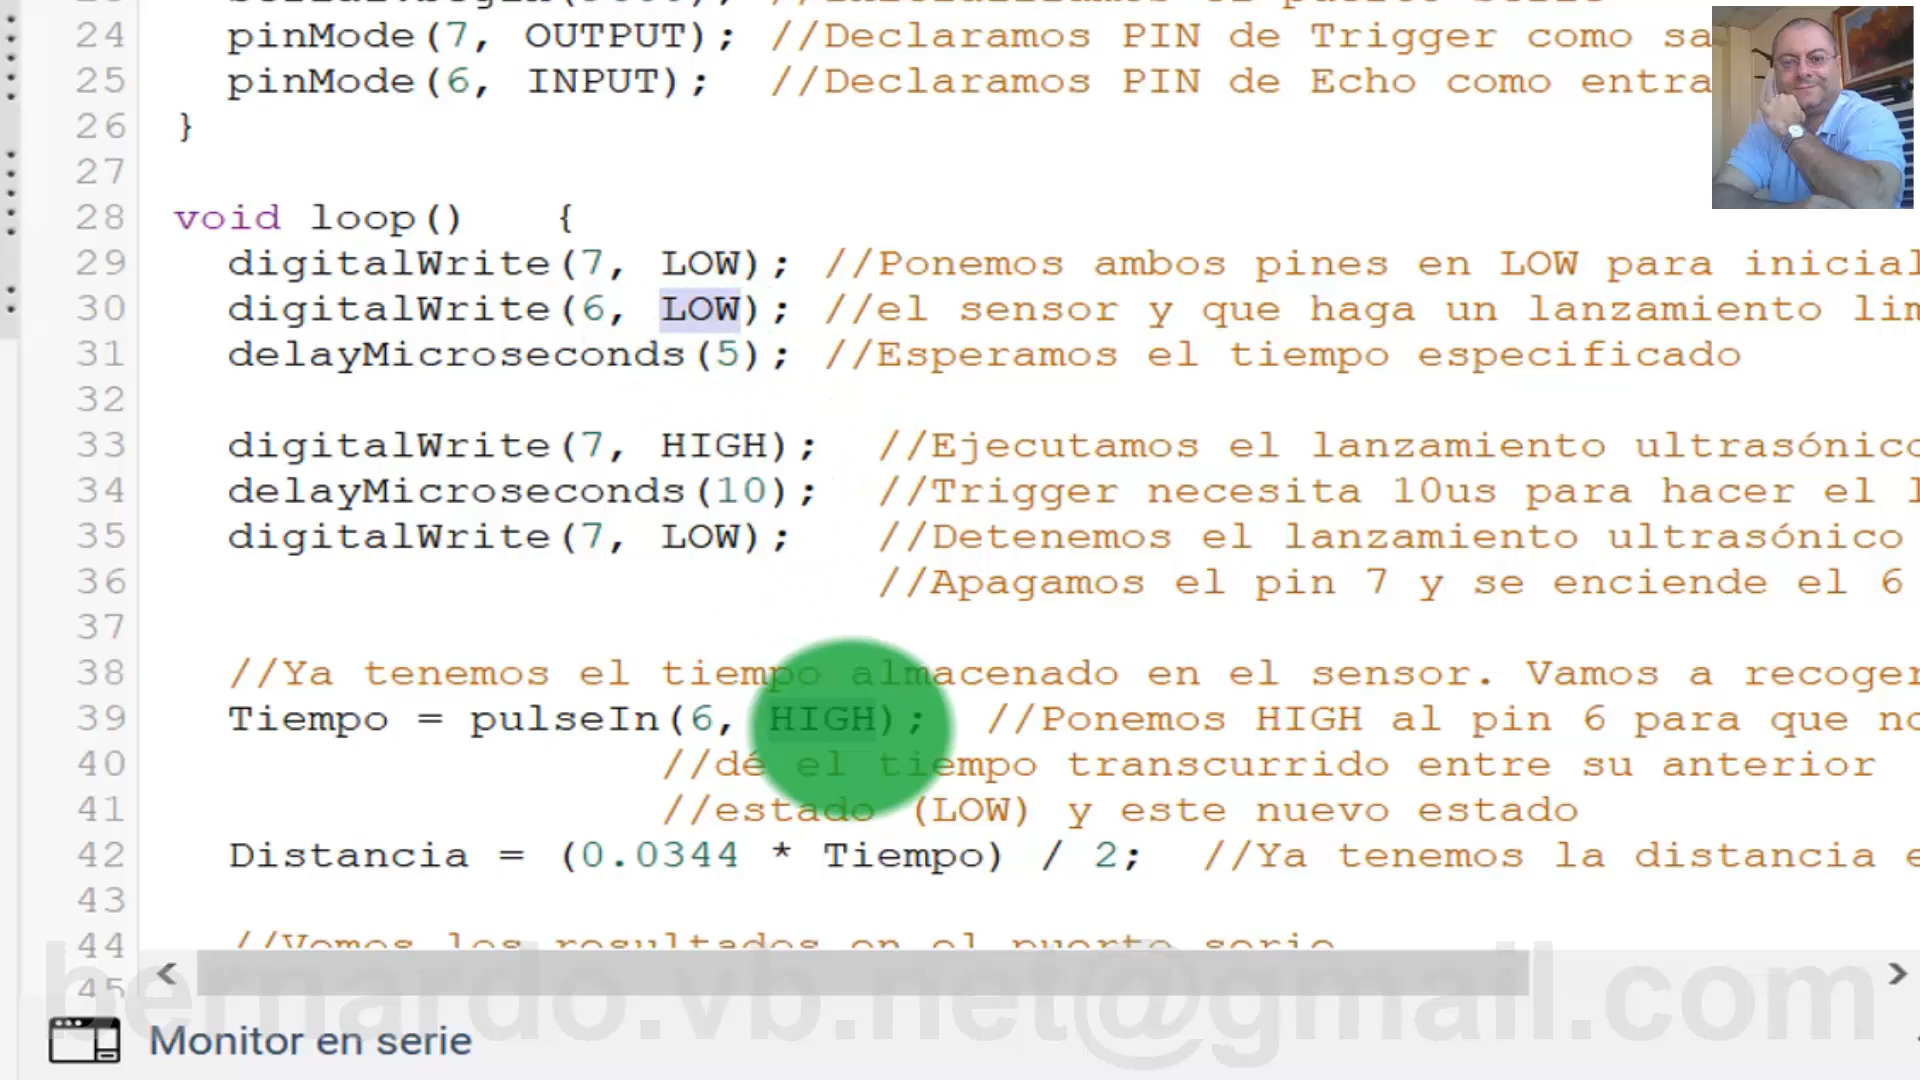 24 pinMode(7, OUTPUT); //Declaramos PIN de Trigger como sa
25 pinMode(6, INPUT); //Declaramos PIN de Echo como entra
26 }
27
28 void loop() {
29 digitalWrite(7, LOW); //Ponemos ambos pines en LOW para inicial
30 digitalWrite(6, LOW); //el sensor y que haga un lanzamiento lim
31 delayMicroseconds(5); //Esperamos el tiempo especificado
32
33 digitalWrite(7, HIGH); //Ejecutamos el lanzamiento ultrasónico
34 delayMicroseconds(10); //Trigger necesita 10us para hacer el l
35 digitalWrite(7, LOW); //Detenemos el lanzamiento ultrasónico
36 //Apagamos el pin 7 y se enciende el 6
37
38 //Ya tenemos el tiempo almacenado en el sensor. Vamos a recoger
39 Tiempo = pulseIn(6, HIGH); //Ponemos HIGH al pin 6 para que no
40 //dé el tiempo transcurrido entre su anterior
41 //estado (LOW) y este nuevo estado
42 Distancia = (0.0344 * Tiempo) / 2; //Ya tenemos la distancia e
43
44 //Vemos los resultados en el puerto serie
45
bernardo.vb.net@gmail.com
Monitor en serie